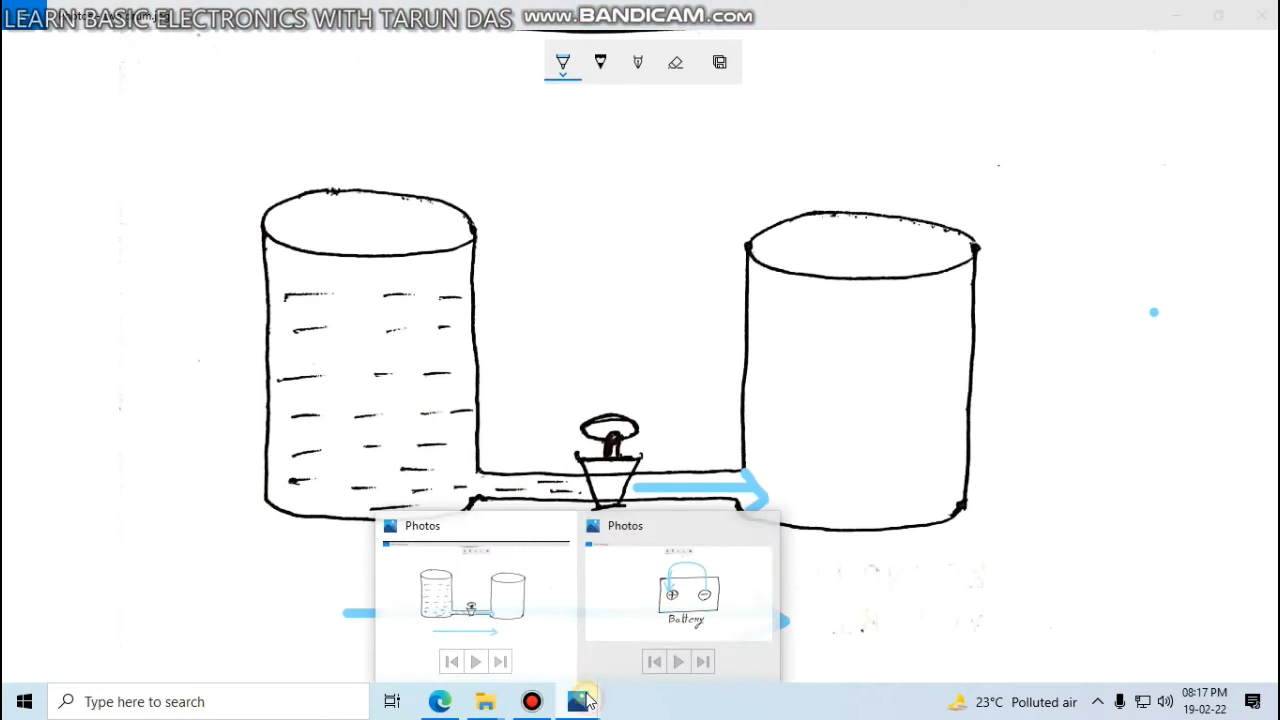 LEARN BASIC ELECTRONICS WITH TARUN DAS
www.BANDICAM.com
Photos
Photos
+
−
Battery
Type here to search
23°C Polluted air
08:17 PM
19-02-22